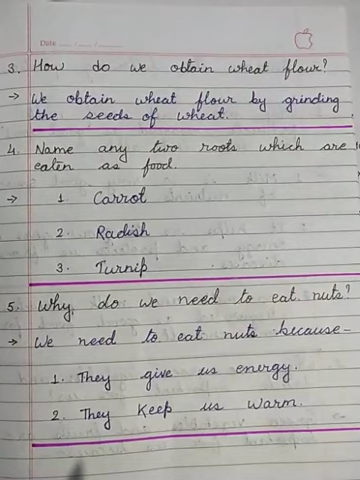 Date
3. How do we obtain wheat flour?
→ We obtain wheat flour by grinding
the seeds of wheat.
4. Name any two roots which are
eaten as food.
→ 1 Carrot
2. Radish
3. Turnip
5. Why do we need to eat nuts?
→ We need to eat nuts because-
1. They give us energy.
2. They Keep us warm.